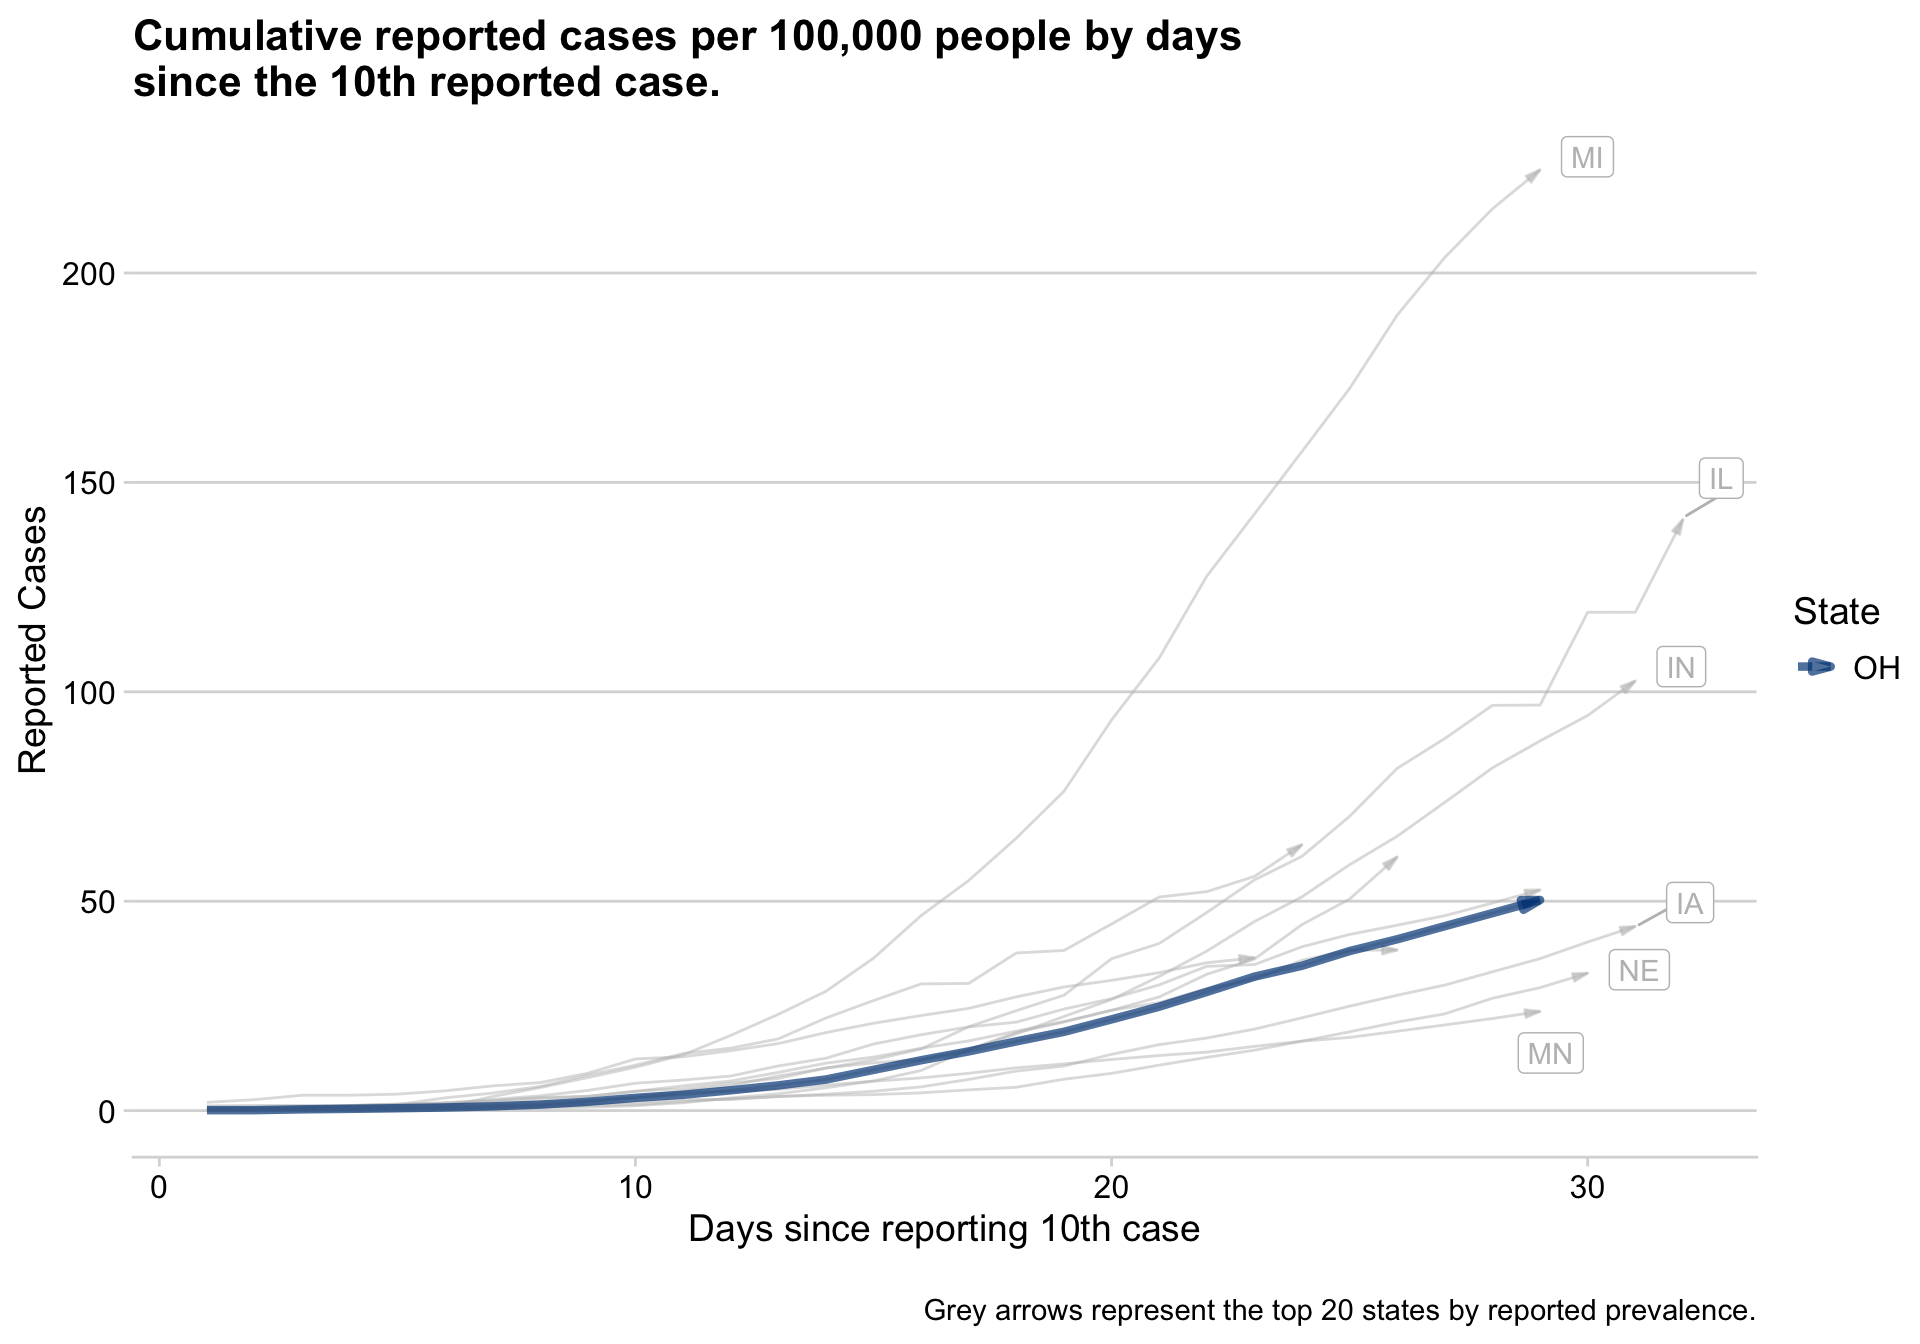 Cumulative reported cases per 100,000 people by days
since the 10th reported case.
MI
200
150
IL
IN
100
50
IA
NE
MN
0
Reported Cases
State
OH
0 10 20 30
Days since reporting 10th case
Grey arrows represent the top 20 states by reported prevalence.